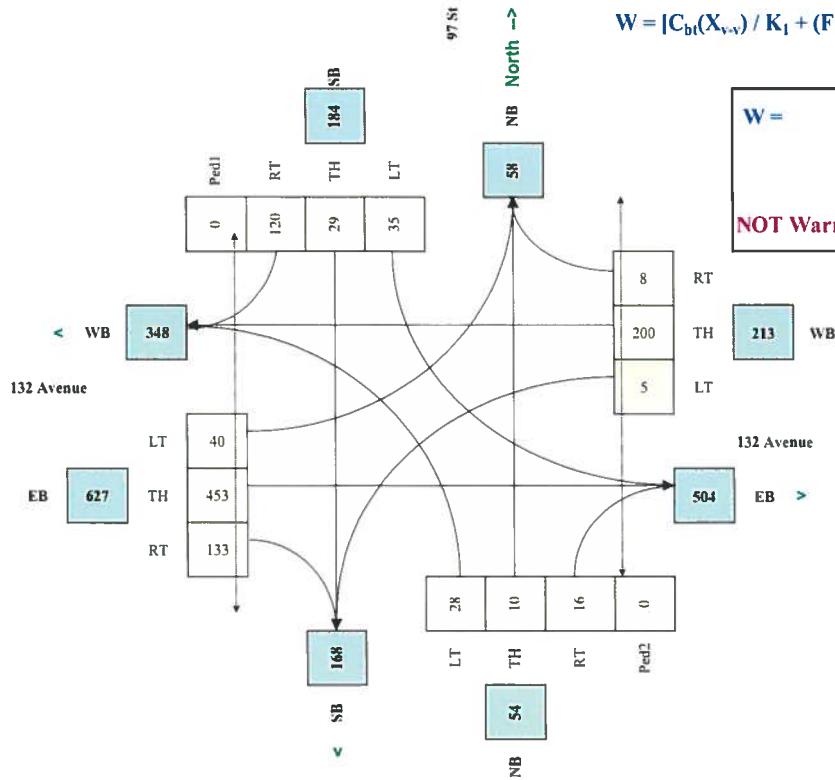 97 St
W = [C_bt(X_v-v) / K_1 + (F
North -->
W =
NOT Warr
SB
184
Ped1
RT
TH
LT
0
120
29
35
NB
58
8
RT
200
TH
5
LT
213
WB
< WB
348
132 Avenue
LT
40
EB
627
TH
453
RT
133
132 Avenue
504
EB >
168
SB
<
28
10
16
0
LT
TH
RT
Ped2
54
NB